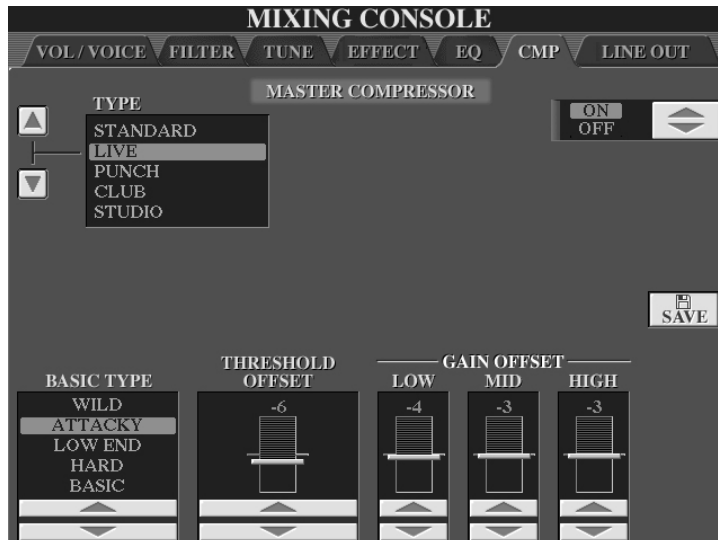 MIXING CONSOLE
VOL / VOICE FILTER TUNE EFFECT EQ CMP LINE OUT
MASTER COMPRESSOR
TYPE
STANDARD
LIVE
PUNCH
CLUB
STUDIO
ON
OFF
SAVE
BASIC TYPE
WILD
ATTACKY
LOW END
HARD
BASIC
THRESHOLD
OFFSET
-6
GAIN OFFSET
LOW MID HIGH
-4 -3 -3